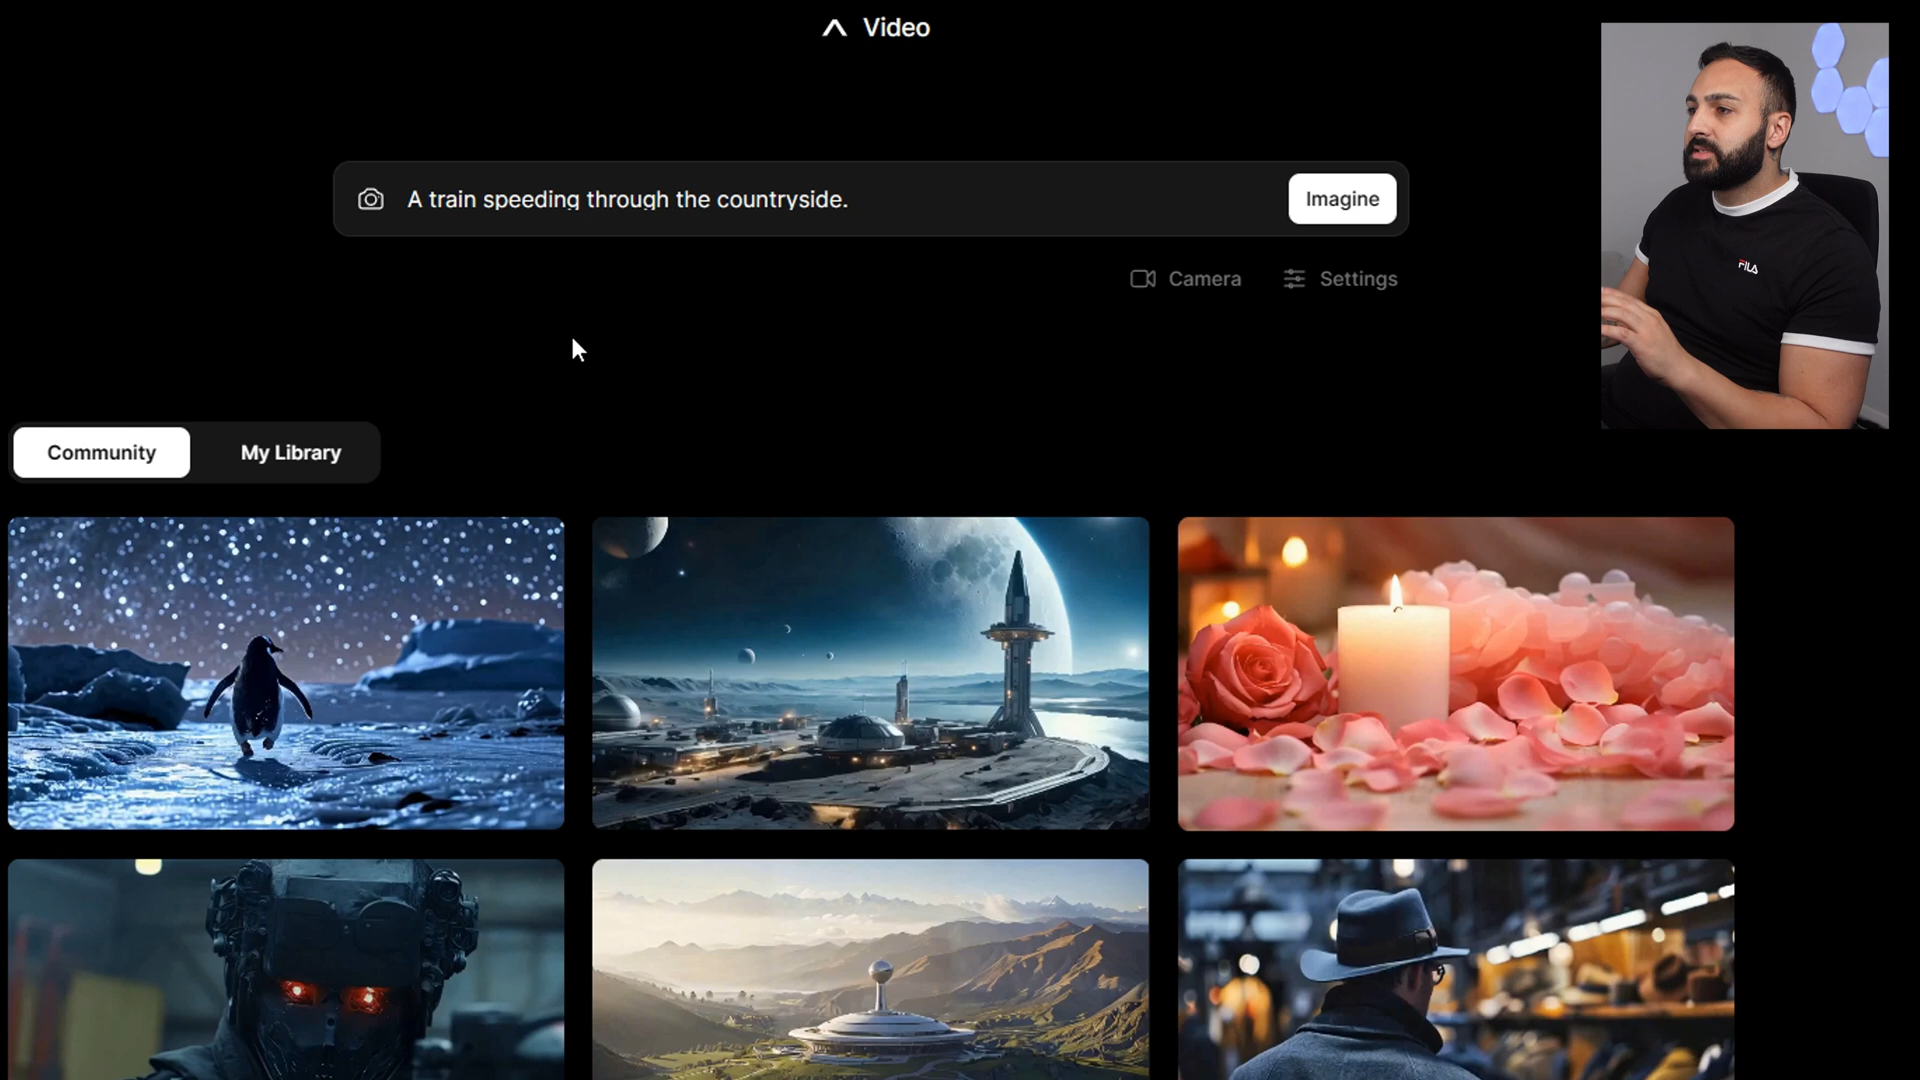 Video
A train speeding through the countryside.
Imagine
Camera
Settings
FILA
Community
My Library